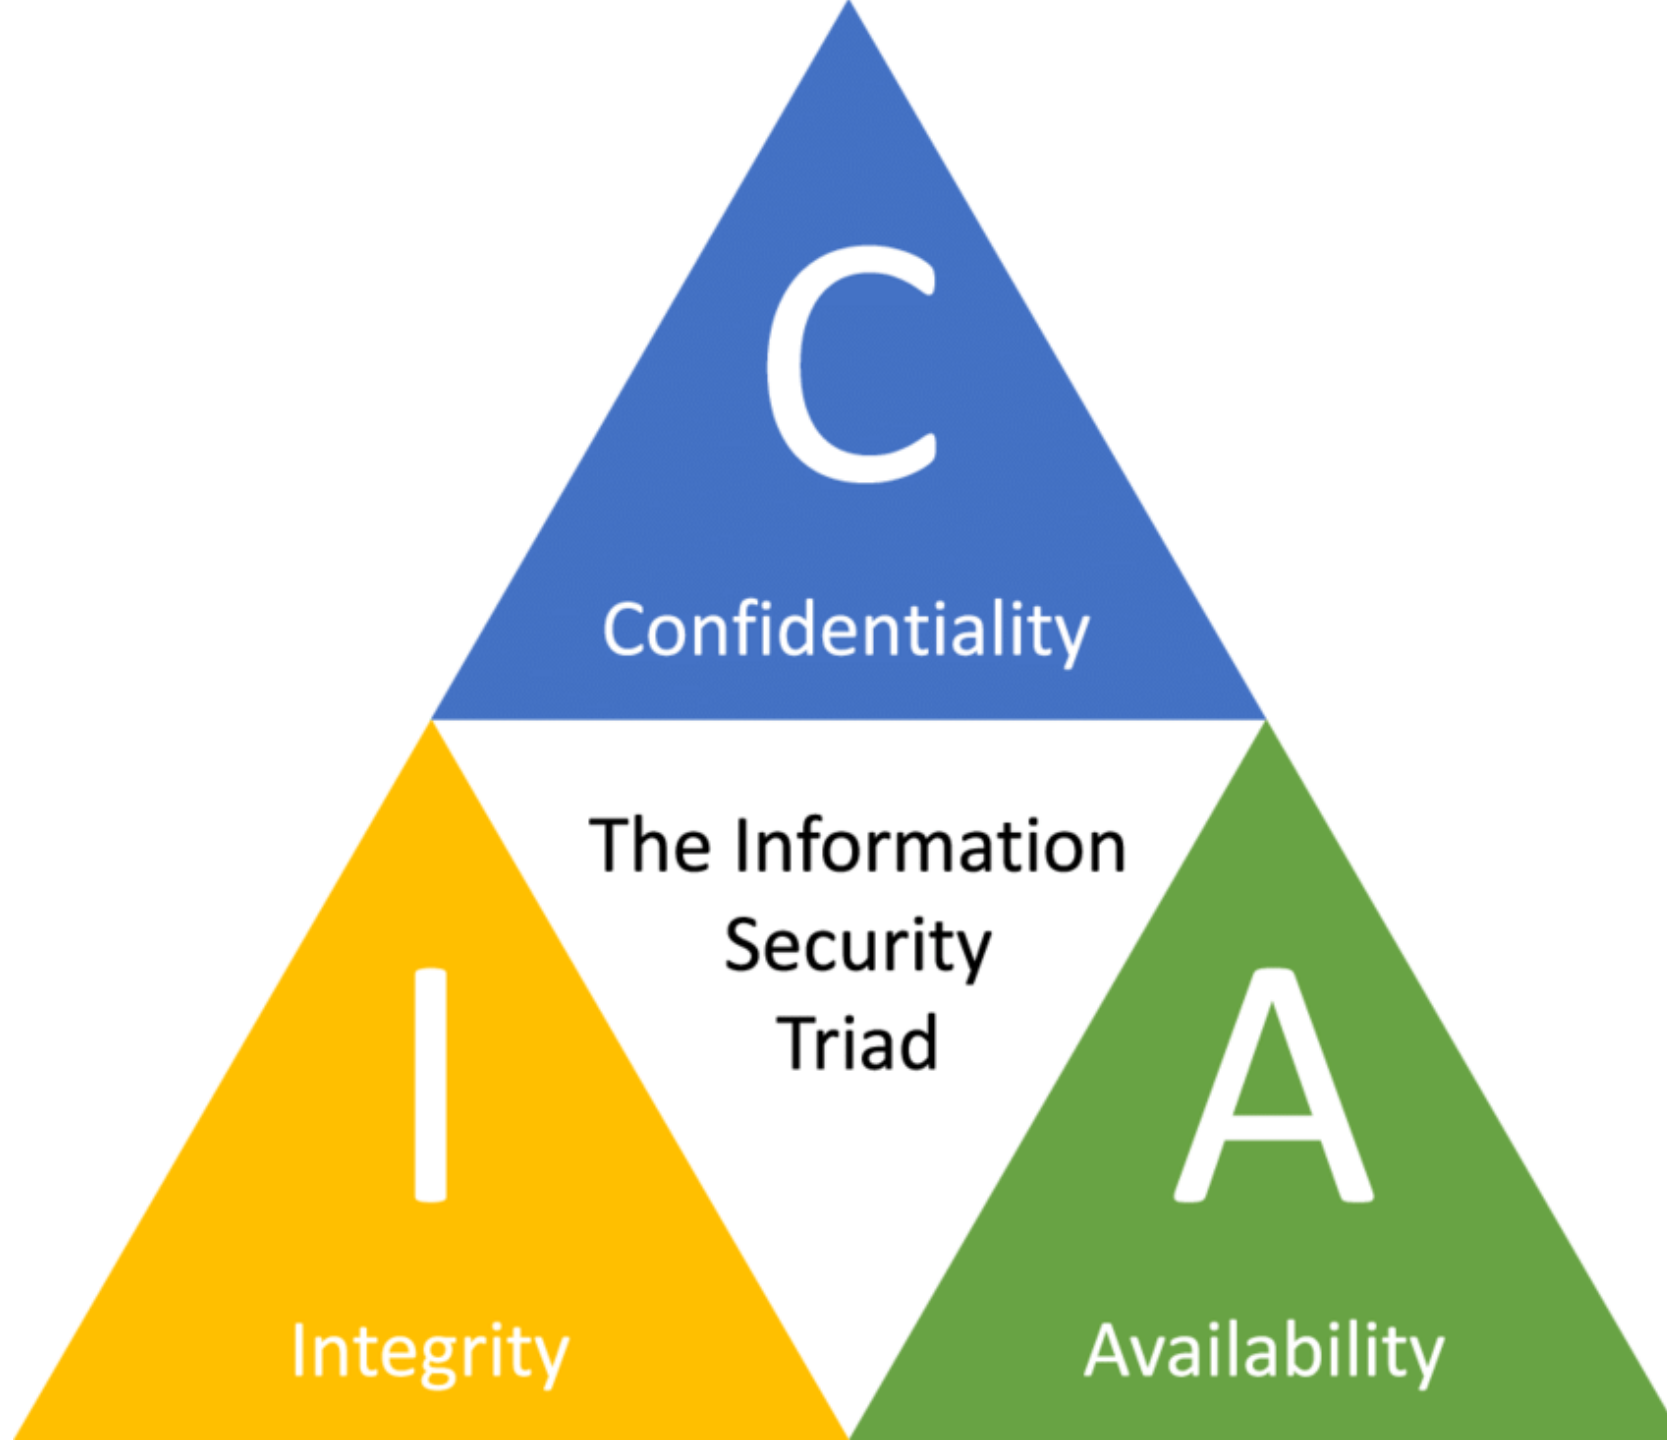 C
Confidentiality
The Information
Security
Triad
I
Integrity
A
Availability